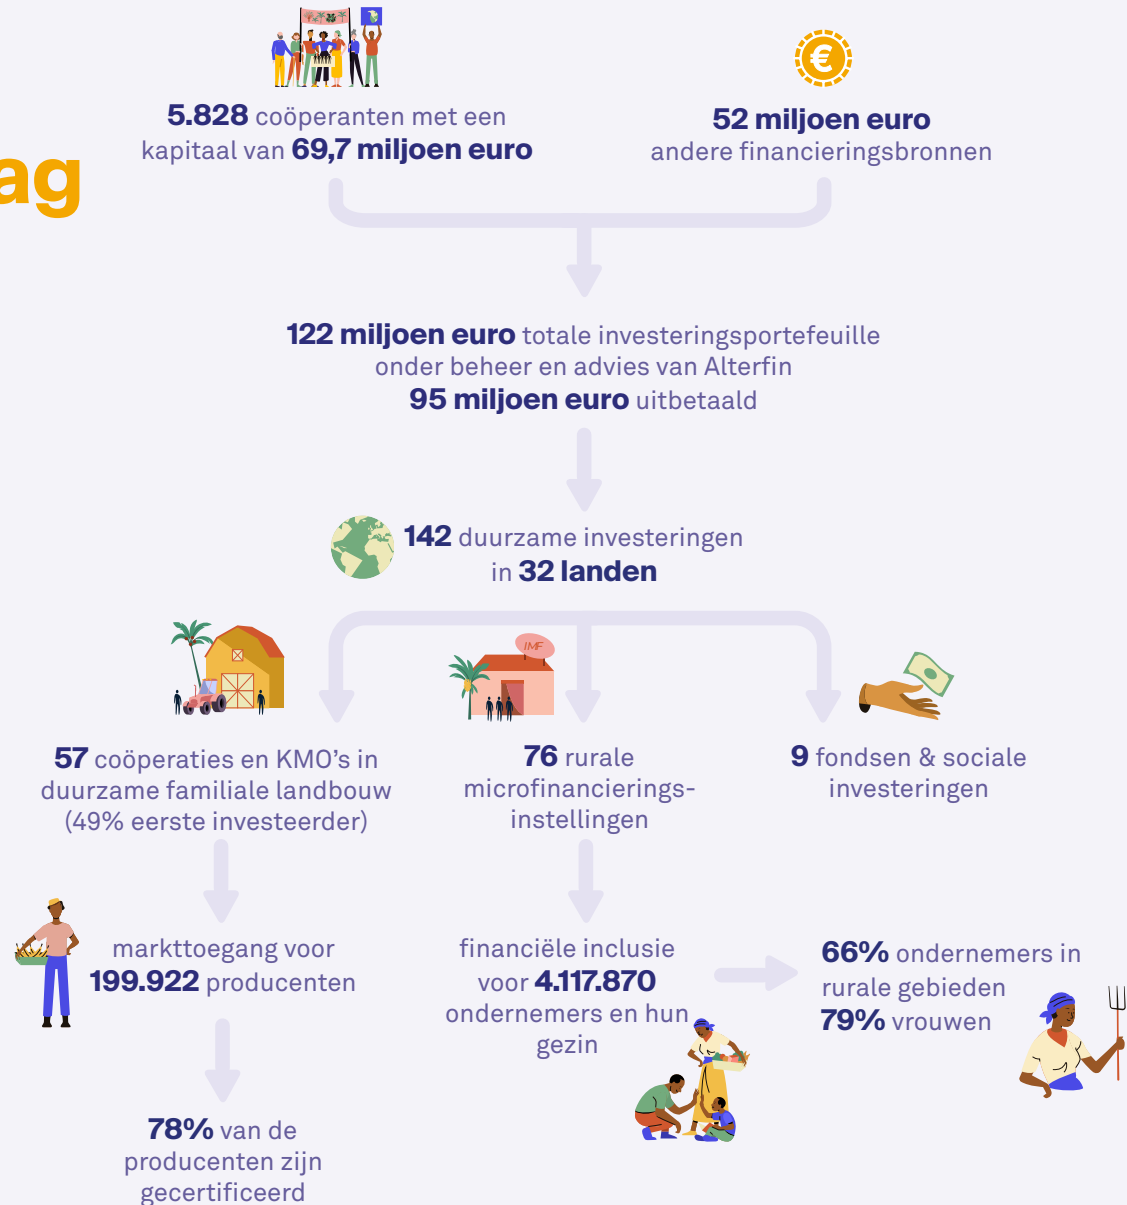 ag
5.828 coöperanten met een
kapitaal van 69,7 miljoen euro
52 miljoen euro
andere financieringsbronnen
122 miljoen euro totale investeringsportefeuille
onder beheer en advies van Alterfin
95 miljoen euro uitbetaald
142 duurzame investeringen
in 32 landen
IMF
57 coöperaties en KMO's in
duurzame familiale landbouw
(49% eerste investeerder)
76 rurale
microfinancierings-
instellingen
9 fondsen & sociale
investeringen
markttoegang voor
199.922 producenten
financiële inclusie
voor 4.117.870
ondernemers en hun
gezin
66% ondernemers in
rurale gebieden
79% vrouwen
78% van de
producenten zijn
gecertificeerd